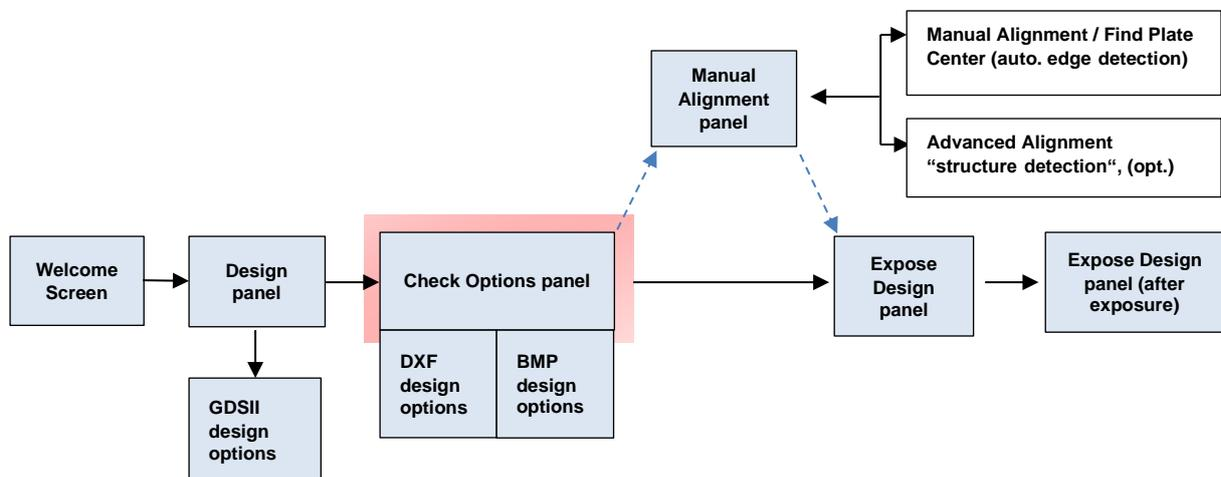 Manual Alignment / Find Plate
Center (auto. edge detection)
Manual
Alignment
panel
Advanced Alignment
“structure detection“, (opt.)
Welcome
Screen
Design
panel
Check Options panel
Expose
Design
panel
Expose Design
panel (after
exposure)
DXF
design
options
BMP
design
options
GDSII
design
options